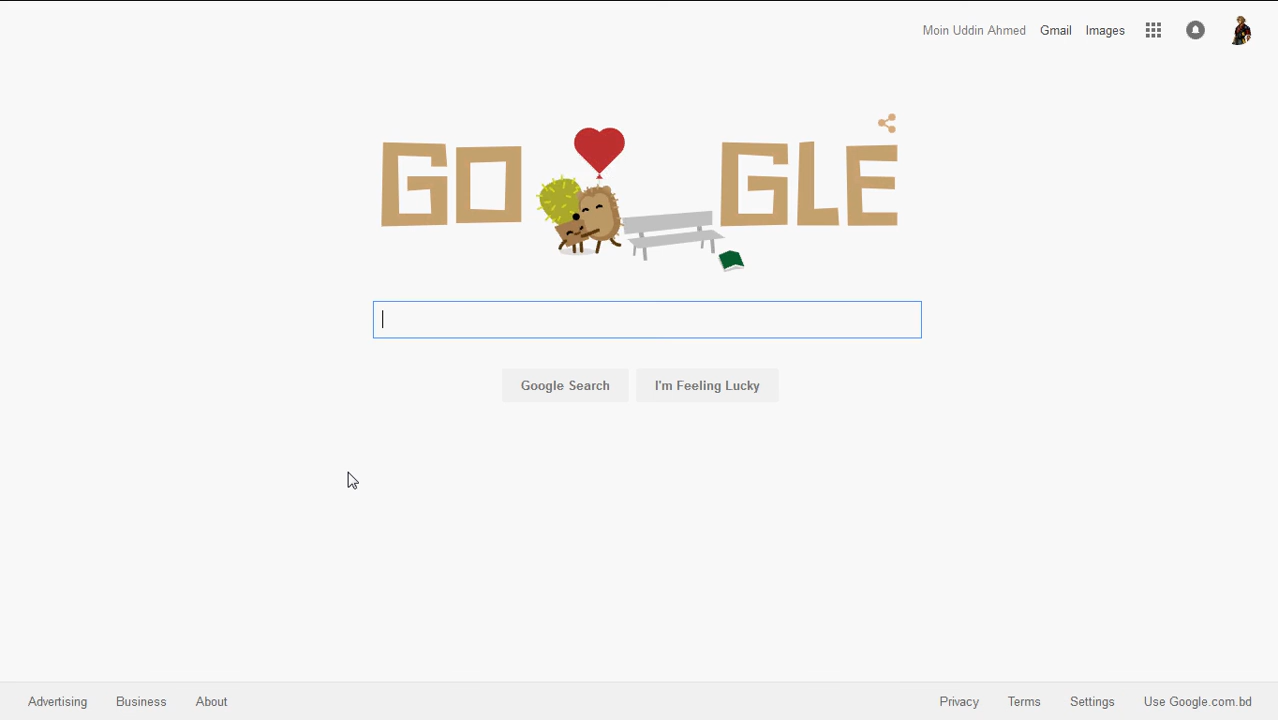 Moin Uddin Ahmed Gmail Images
GO GLE
Google Search I'm Feeling Lucky
Advertising Business About Privacy Terms Settings Use Google.com.bd